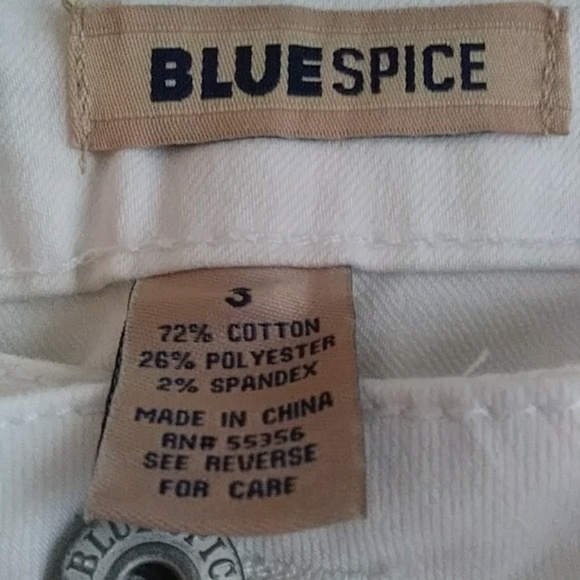 BLUESPICE
3
72% COTTON
26% POLYESTER
2% SPANDEX
MADE IN CHINA
RN# 55356
SEE REVERSE
FOR CARE